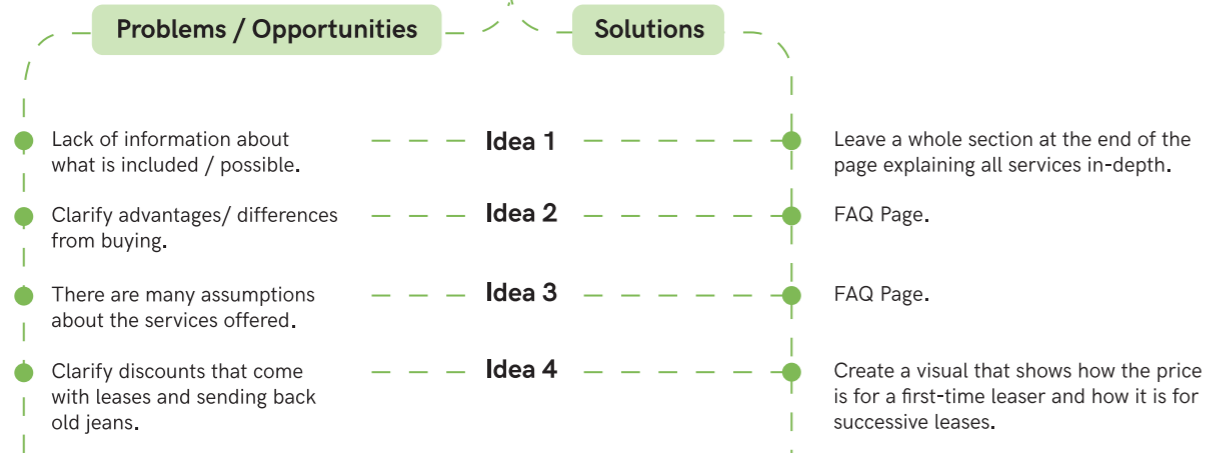 Problems / Opportunities
Solutions
Lack of information about
what is included / possible.
Idea 1
Leave a whole section at the end of the
page explaining all services in-depth.
Clarify advantages/ differences
from buying.
Idea 2
FAQ Page.
There are many assumptions
about the services offered.
Idea 3
FAQ Page.
Clarify discounts that come
with leases and sending back
old jeans.
Idea 4
Create a visual that shows how the price
is for a first-time leaser and how it is for
successive leases.